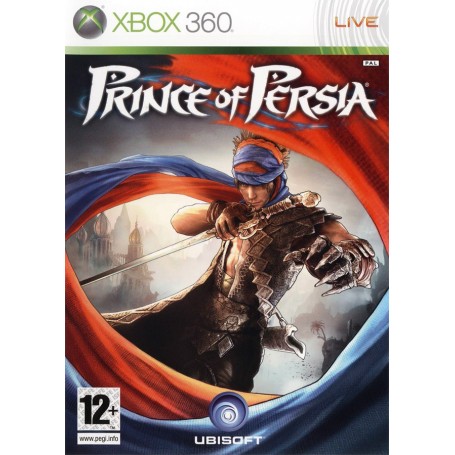 XBOX 360
LIVE
PAL
PRINCE OF PERSIA
12+
www.pegi.info
UBISOFT